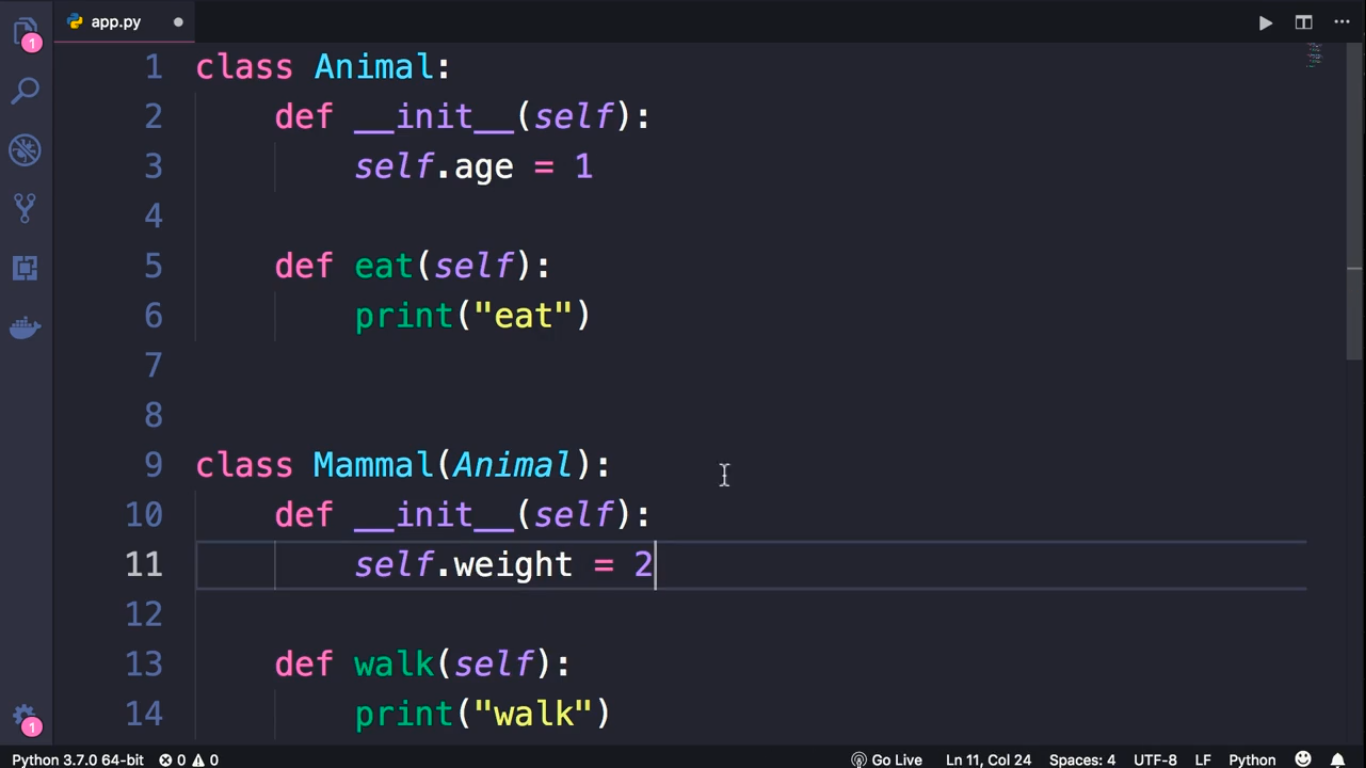 app.py
1
1 class Animal:
2 def __init__(self):
3 self.age = 1
4
5 def eat(self):
6 print("eat")
7
8
9 class Mammal(Animal):
10 def __init__(self):
11 self.weight = 2
12
13 def walk(self):
14 print("walk")
1
Python 3.7.0 64-bit 0 0 Go Live Ln 11, Col 24 Spaces: 4 UTF-8 LF Python